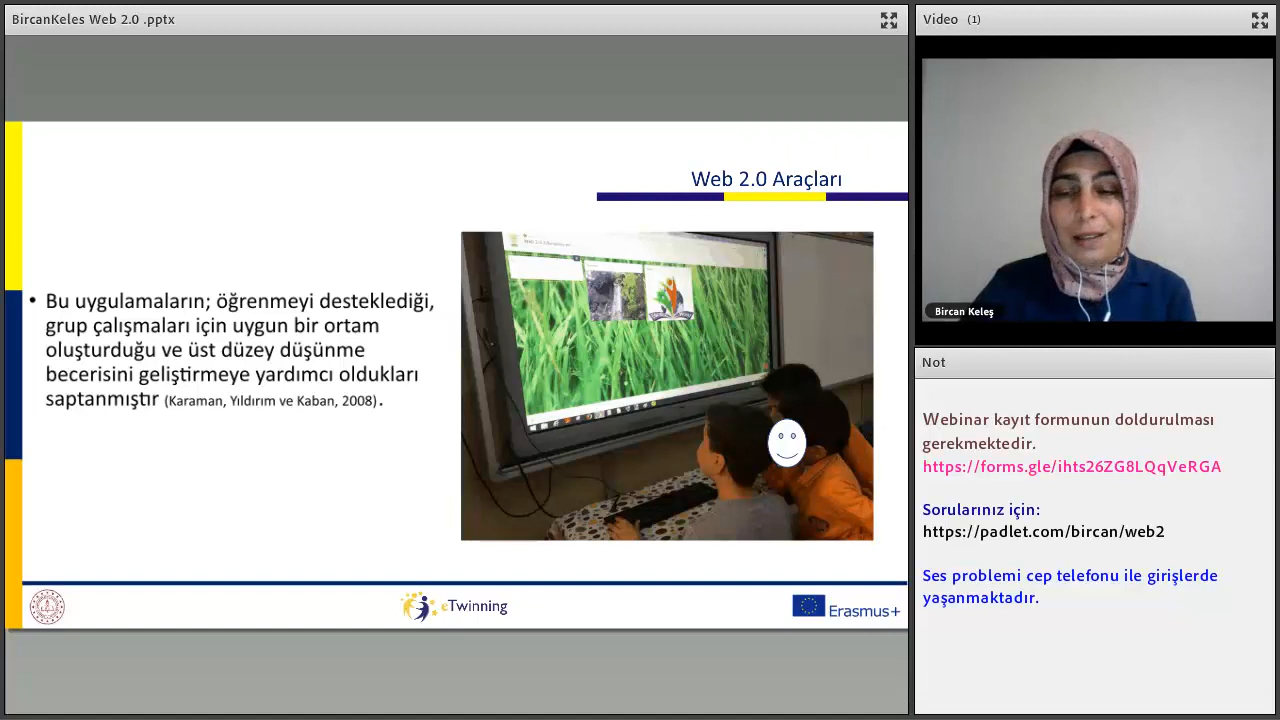 BircanKeles Web 2.0 .pptx
Web 2.0 Araçları
• Bu uygulamaların; öğrenmeyi desteklediği,
grup çalışmaları için uygun bir ortam
oluşturduğu ve üst düzey düşünme
becerisini geliştirmeye yardımcı oldukları
saptanmıştır (Karaman, Yıldırım ve Kaban, 2008).
eTwinning
Erasmus+
Video (1)
Bircan Keleş
Not
Webinar kayıt formunun doldurulması
gerekmektedir.
https://forms.gle/ihts26ZG8LQqVeRGA
Sorularınız için:
https://padlet.com/bircan/web2
Ses problemi cep telefonu ile girişlerde
yaşanmaktadır.